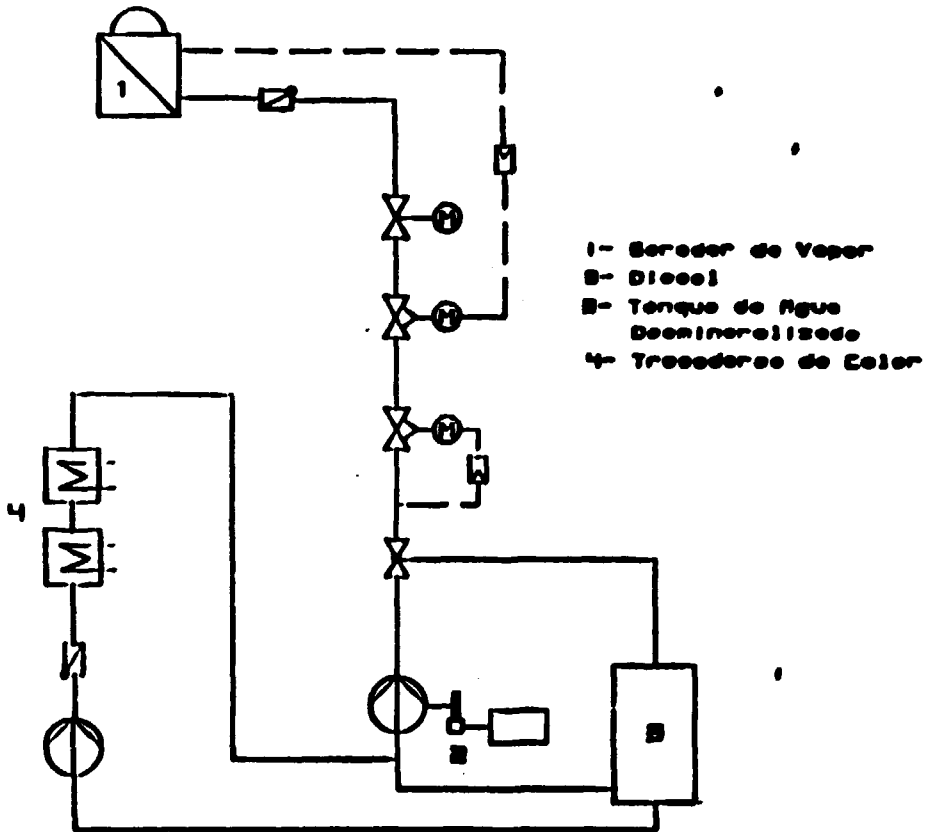 1
M
M
M
1- Gerador de Vapor
2- Diesel
3- Tanque de Agua
Desmineralizada
4- Trocadores de Calor
4
2
3